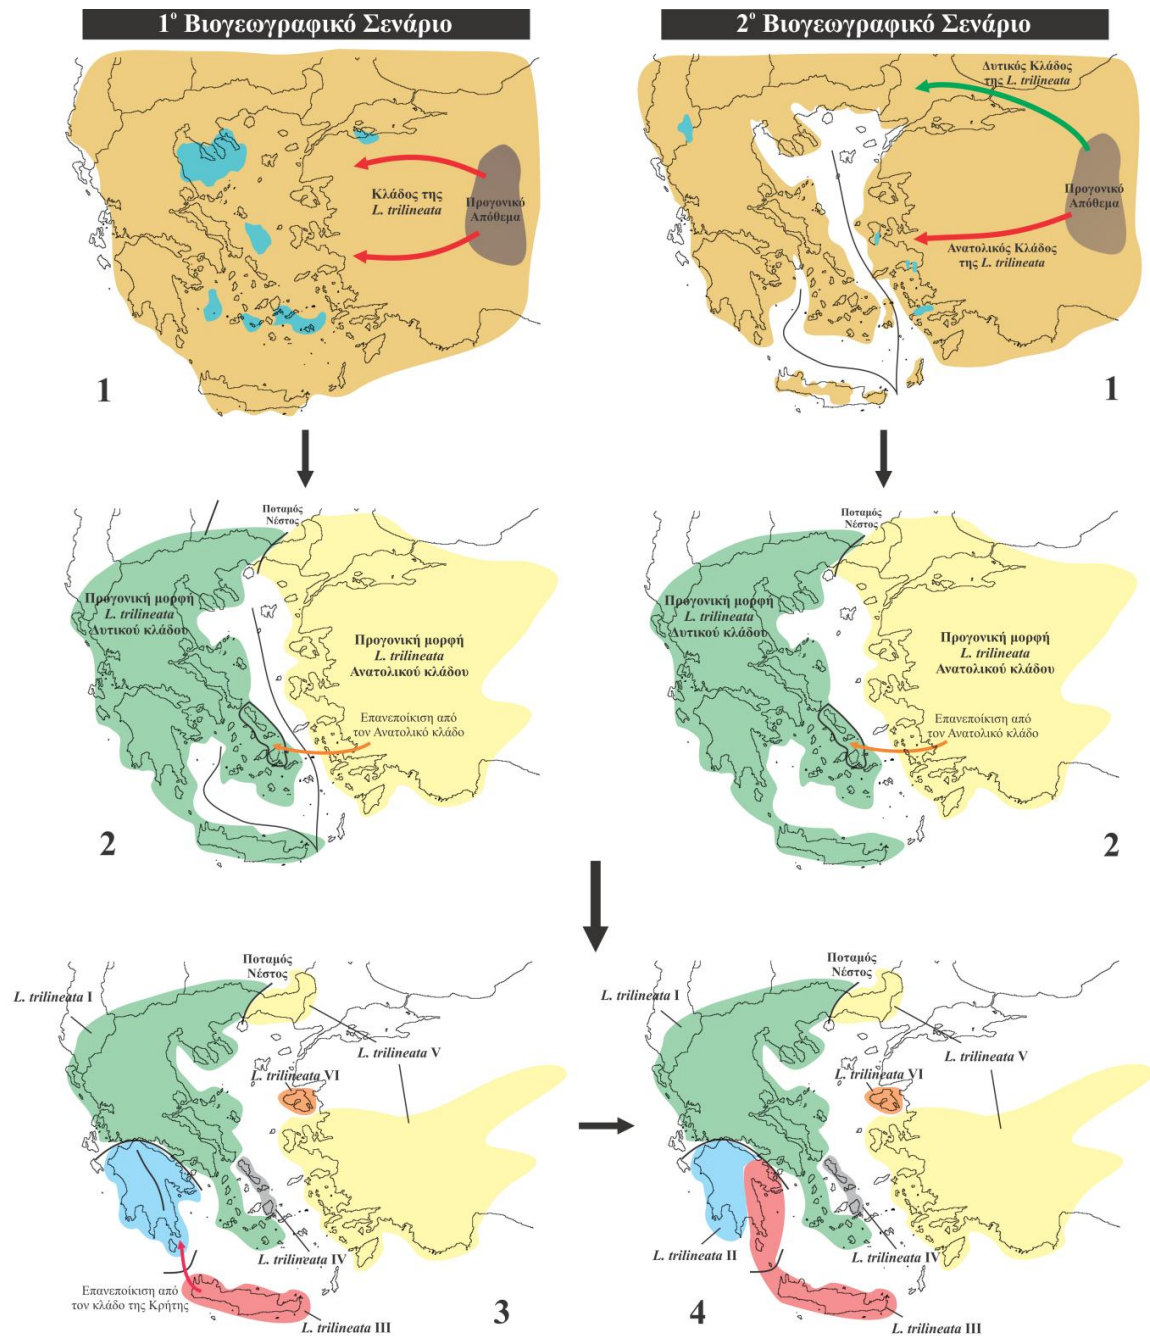 1º Βιογεωγραφικό Σενάριο
Κλάδος της
L. trilineata
Προγονικό
Απόθεμα
1
2º Βιογεωγραφικό Σενάριο
Δυτικός Κλάδος
της L. trilineata
Προγονικό
Απόθεμα
Ανατολικός Κλάδος
της L. trilineata
1
Ποταμός
Νέστος
Προγονική μορφή
L. trilineata
Δυτικού κλάδου
Προγονική μορφή
L. trilineata
Ανατολικού κλάδου
Επανεποίκιση από
τον Ανατολικό κλάδο
2
Ποταμός
Νέστος
Προγονική μορφή
L. trilineata
Δυτικού κλάδου
Προγονική μορφή
L. trilineata
Ανατολικού κλάδου
Επανεποίκιση από
τον Ανατολικό κλάδο
2
Ποταμός
Νέστος
L. trilineata I
L. trilineata V
L. trilineata VI
L. trilineata IV
Επανεποίκιση από
τον κλάδο της Κρήτης
L. trilineata III
3
Ποταμός
Νέστος
L. trilineata I
L. trilineata V
L. trilineata VI
L. trilineata II
L. trilineata IV
4
L. trilineata III